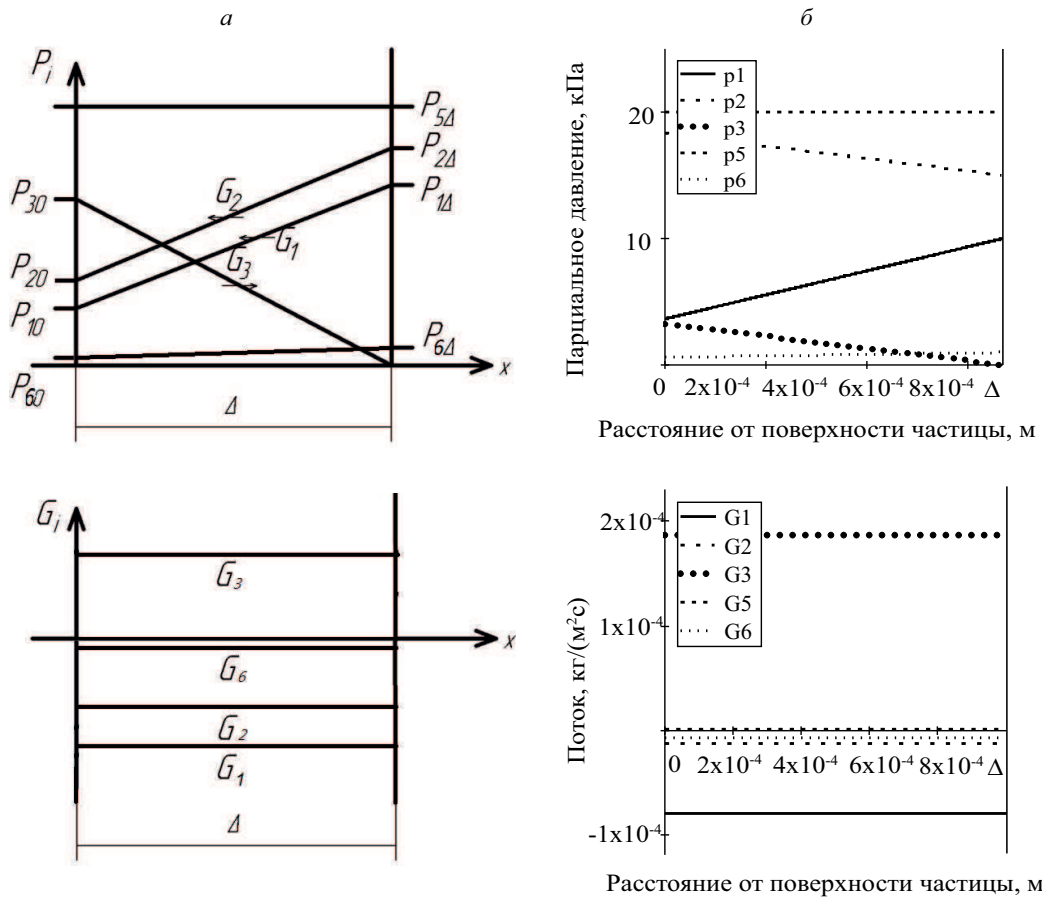 а
P_i
P_5Δ
P_2Δ
P_1Δ
P_30
G_2
G_1
G_3
P_20
P_10
P_6Δ
x
P_60
Δ
б
Парциальное давление, кПа
20
10
p1
p2
p3
p5
p6
0 2x10⁻⁴ 4x10⁻⁴ 6x10⁻⁴ 8x10⁻⁴ Δ
Расстояние от поверхности частицы, м
G_i
G_3
x
G_6
G_2
G_1
Δ
Поток, кг/(м²с)
2x10⁻⁴
1x10⁻⁴
-1x10⁻⁴
G1
G2
G3
G5
G6
0 2x10⁻⁴ 4x10⁻⁴ 6x10⁻⁴ 8x10⁻⁴ Δ
Расстояние от поверхности частицы, м